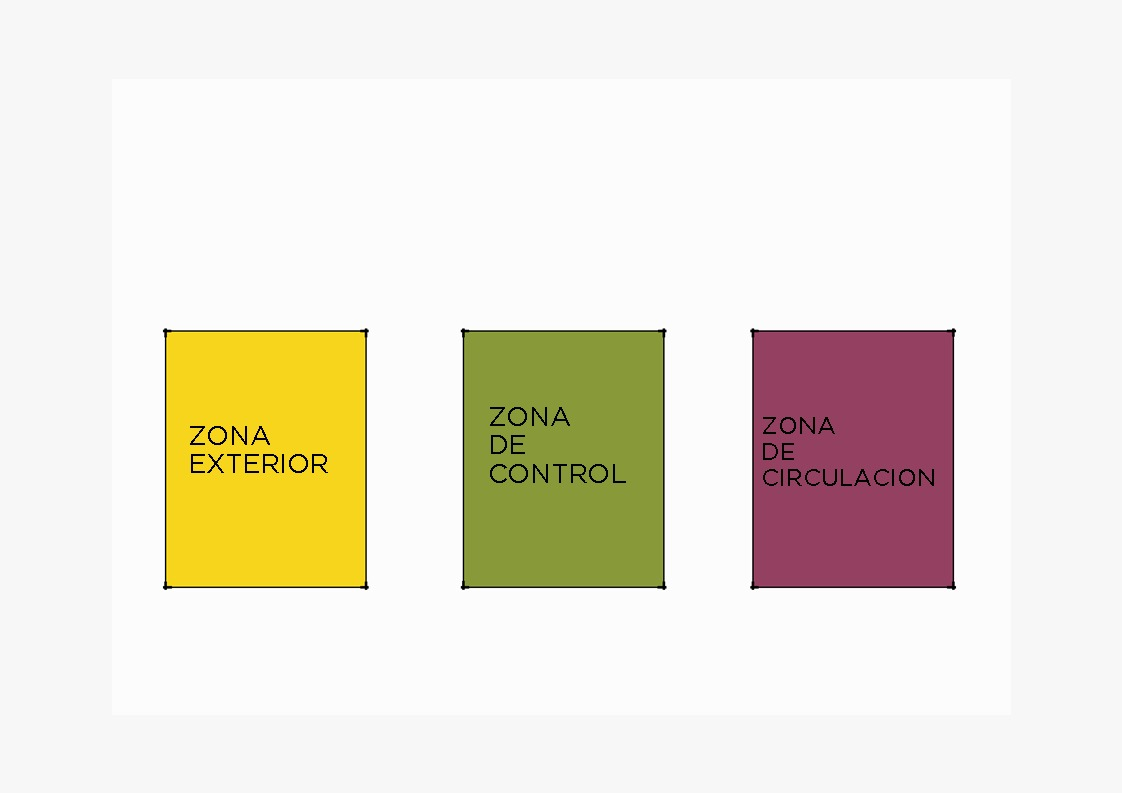 ZONA
EXTERIOR
ZONA
DE
CONTROL
ZONA
DE
CIRCULACION